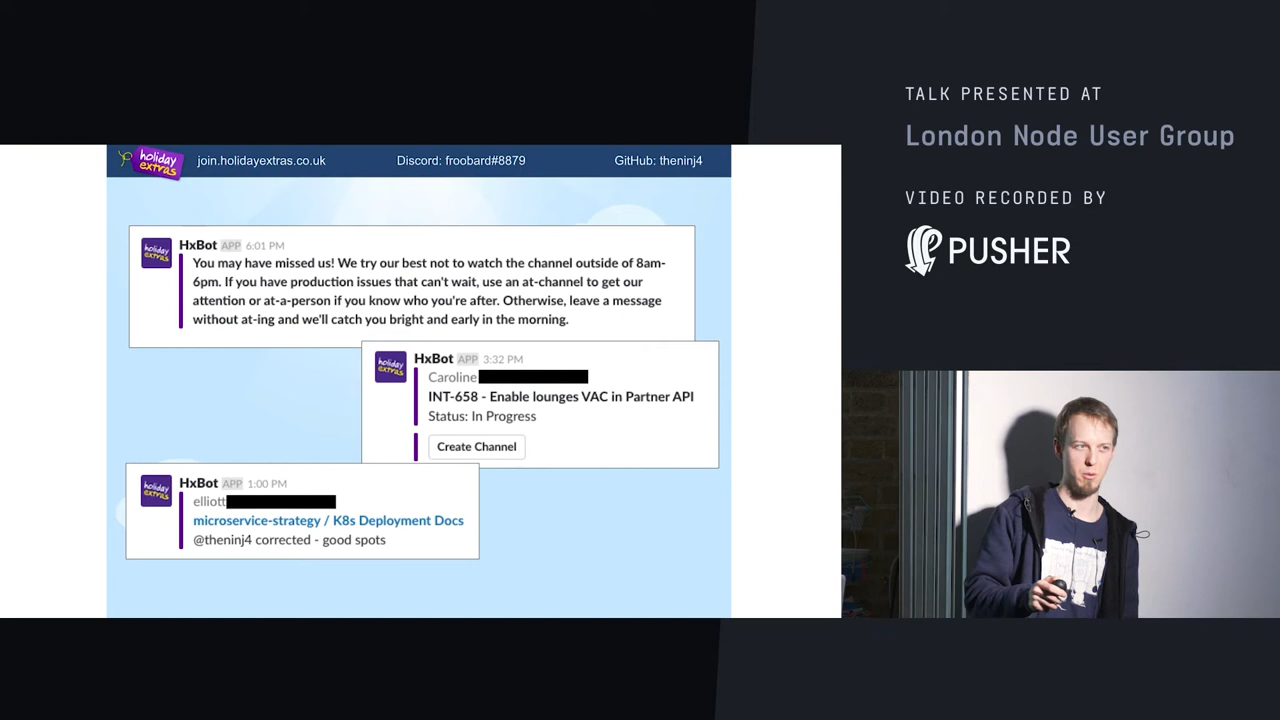 TALK PRESENTED AT
London Node User Group
VIDEO RECORDED BY
PUSHER
holiday extras
join.holidayextras.co.uk
Discord: froobard#8879
GitHub: theninj4
holiday extras
HxBot APP 6:01 PM
You may have missed us! We try our best not to watch the channel outside of 8am-
6pm. If you have production issues that can't wait, use an at-channel to get our
attention or at-a-person if you know who you're after. Otherwise, leave a message
without at-ing and we'll catch you bright and early in the morning.
holiday extras
HxBot APP 3:32 PM
Caroline
INT-658 - Enable lounges VAC in Partner API
Status: In Progress
Create Channel
holiday extras
HxBot APP 1:00 PM
elliott
microservice-strategy / K8s Deployment Docs
@theninj4 corrected - good spots